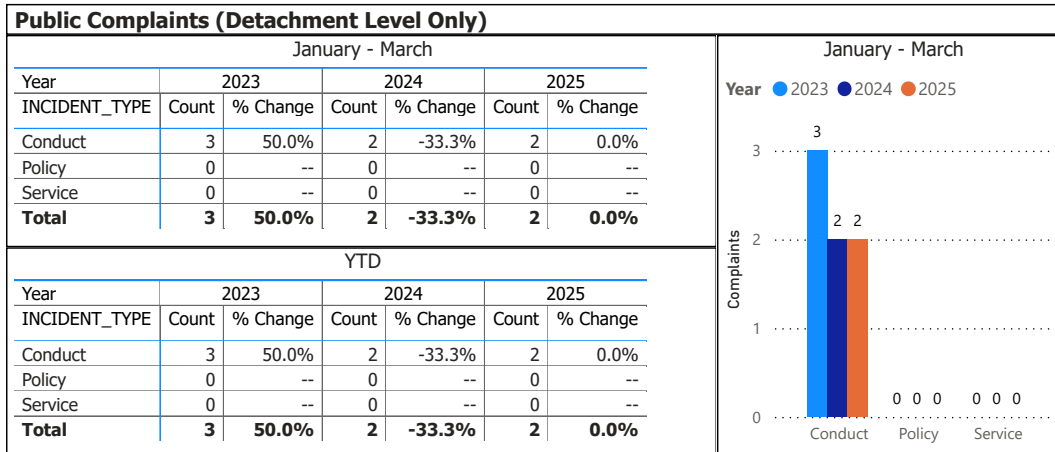 Public Complaints (Detachment Level Only)
January - March
Year 2023 2024 2025
INCIDENT_TYPE Count % Change Count % Change Count % Change
Conduct 3 50.0% 2 -33.3% 2 0.0%
Policy 0 -- 0 -- 0 --
Service 0 -- 0 -- 0 --
Total 3 50.0% 2 -33.3% 2 0.0%
YTD
Year 2023 2024 2025
INCIDENT_TYPE Count % Change Count % Change Count % Change
Conduct 3 50.0% 2 -33.3% 2 0.0%
Policy 0 -- 0 -- 0 --
Service 0 -- 0 -- 0 --
Total 3 50.0% 2 -33.3% 2 0.0%
January - March
Year 2023 2024 2025
Complaints
3
2
1
0
3
2 2
0 0 0 0 0 0
Conduct Policy Service